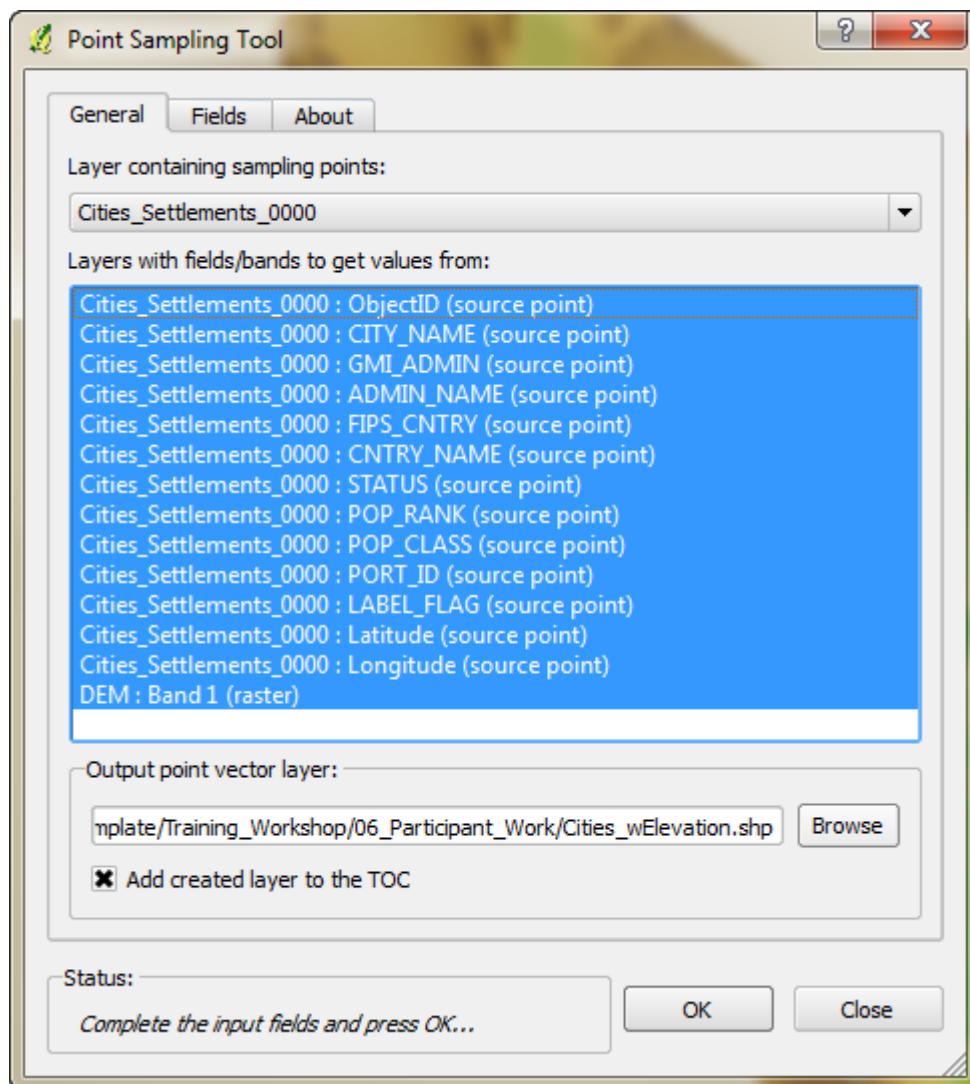 Point Sampling Tool
General Fields About
Layer containing sampling points:
Cities_Settlements_0000
Layers with fields/bands to get values from:
Cities_Settlements_0000 : ObjectID (source point)
Cities_Settlements_0000 : CITY_NAME (source point)
Cities_Settlements_0000 : GMI_ADMIN (source point)
Cities_Settlements_0000 : ADMIN_NAME (source point)
Cities_Settlements_0000 : FIPS_CNTRY (source point)
Cities_Settlements_0000 : CNTRY_NAME (source point)
Cities_Settlements_0000 : STATUS (source point)
Cities_Settlements_0000 : POP_RANK (source point)
Cities_Settlements_0000 : POP_CLASS (source point)
Cities_Settlements_0000 : PORT_ID (source point)
Cities_Settlements_0000 : LABEL_FLAG (source point)
Cities_Settlements_0000 : Latitude (source point)
Cities_Settlements_0000 : Longitude (source point)
DEM : Band 1 (raster)
Output point vector layer:
mplate/Training_Workshop/06_Participant_Work/Cities_wElevation.shp Browse
Add created layer to the TOC
Status:
Complete the input fields and press OK... OK Close